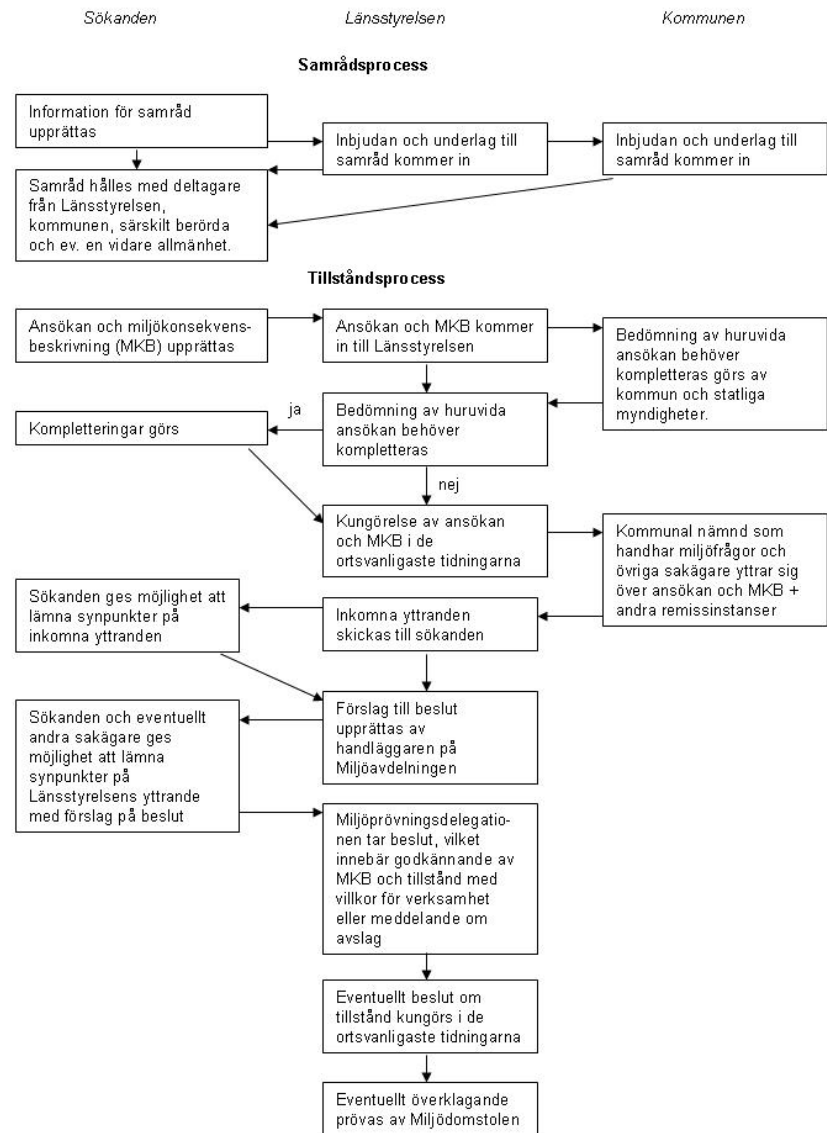 Sökanden
Länsstyrelsen
Kommunen
Samrådsprocess
Information för samråd
upprättas
Inbjudan och underlag till
samråd kommer in
Inbjudan och underlag till
samråd kommer in
Samråd hålles med deltagare
från Länsstyrelsen,
kommunen, särskilt berörda
och ev. en vidare allmänhet.
Tillståndsprocess
Ansökan och miljökonsekvens-
beskrivning (MKB) upprättas
Ansökan och MKB kommer
in till Länsstyrelsen
Bedömning av huruvida
ansökan behöver
kompletteras görs av
kommun och statliga
myndigheter.
Bedömning av huruvida
ansökan behöver
kompletteras
ja
Kompletteringar görs
nej
Kungörelse av ansökan
och MKB i de
ortsvanligaste tidningarna
Kommunal nämnd som
handhar miljöfrågor och
övriga sakägare yttrar sig
över ansökan och MKB +
andra remissinstanser
Inkomna yttranden
skickas till sökanden
Sökanden ges möjlighet att
lämna synpunkter på
inkomna yttranden
Förslag till beslut
upprättas av
handläggaren på
Miljöavdelningen
Sökanden och eventuellt
andra sakägare ges
möjlighet att lämna
synpunkter på
Länsstyrelsens yttrande
med förslag på beslut
Miljöprövningsdelegatio-
nen tar beslut, vilket
innebär godkännande av
MKB och tillstånd med
villkor för verksamhet
eller meddelande om
avslag
Eventuellt beslut om
tillstånd kungörs i de
ortsvanligaste tidningarna
Eventuellt överklagande
prövas av Miljödomstolen